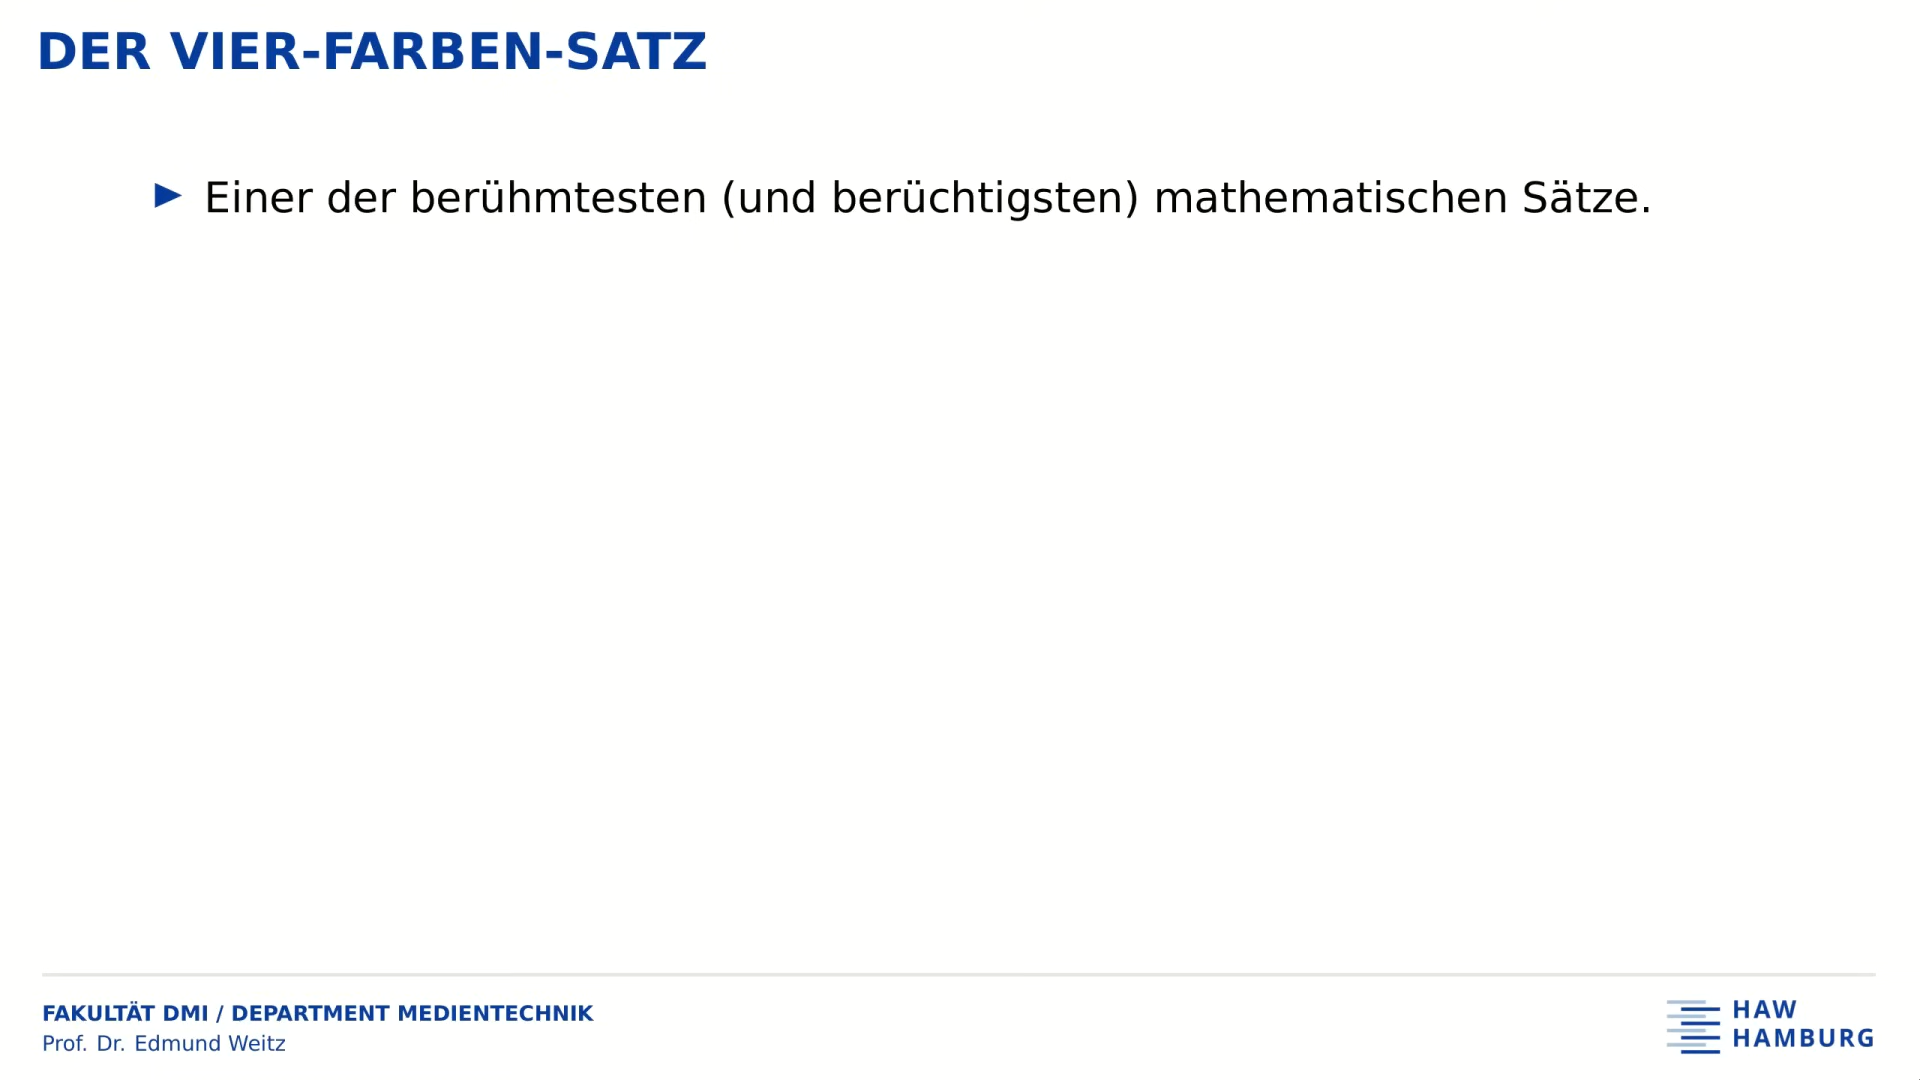 DER VIER-FARBEN-SATZ
Einer der berühmtesten (und berüchtigsten) mathematischen Sätze.
FAKULTÄT DMI / DEPARTMENT MEDIENTECHNIK
Prof. Dr. Edmund Weitz
HAW
HAMBURG